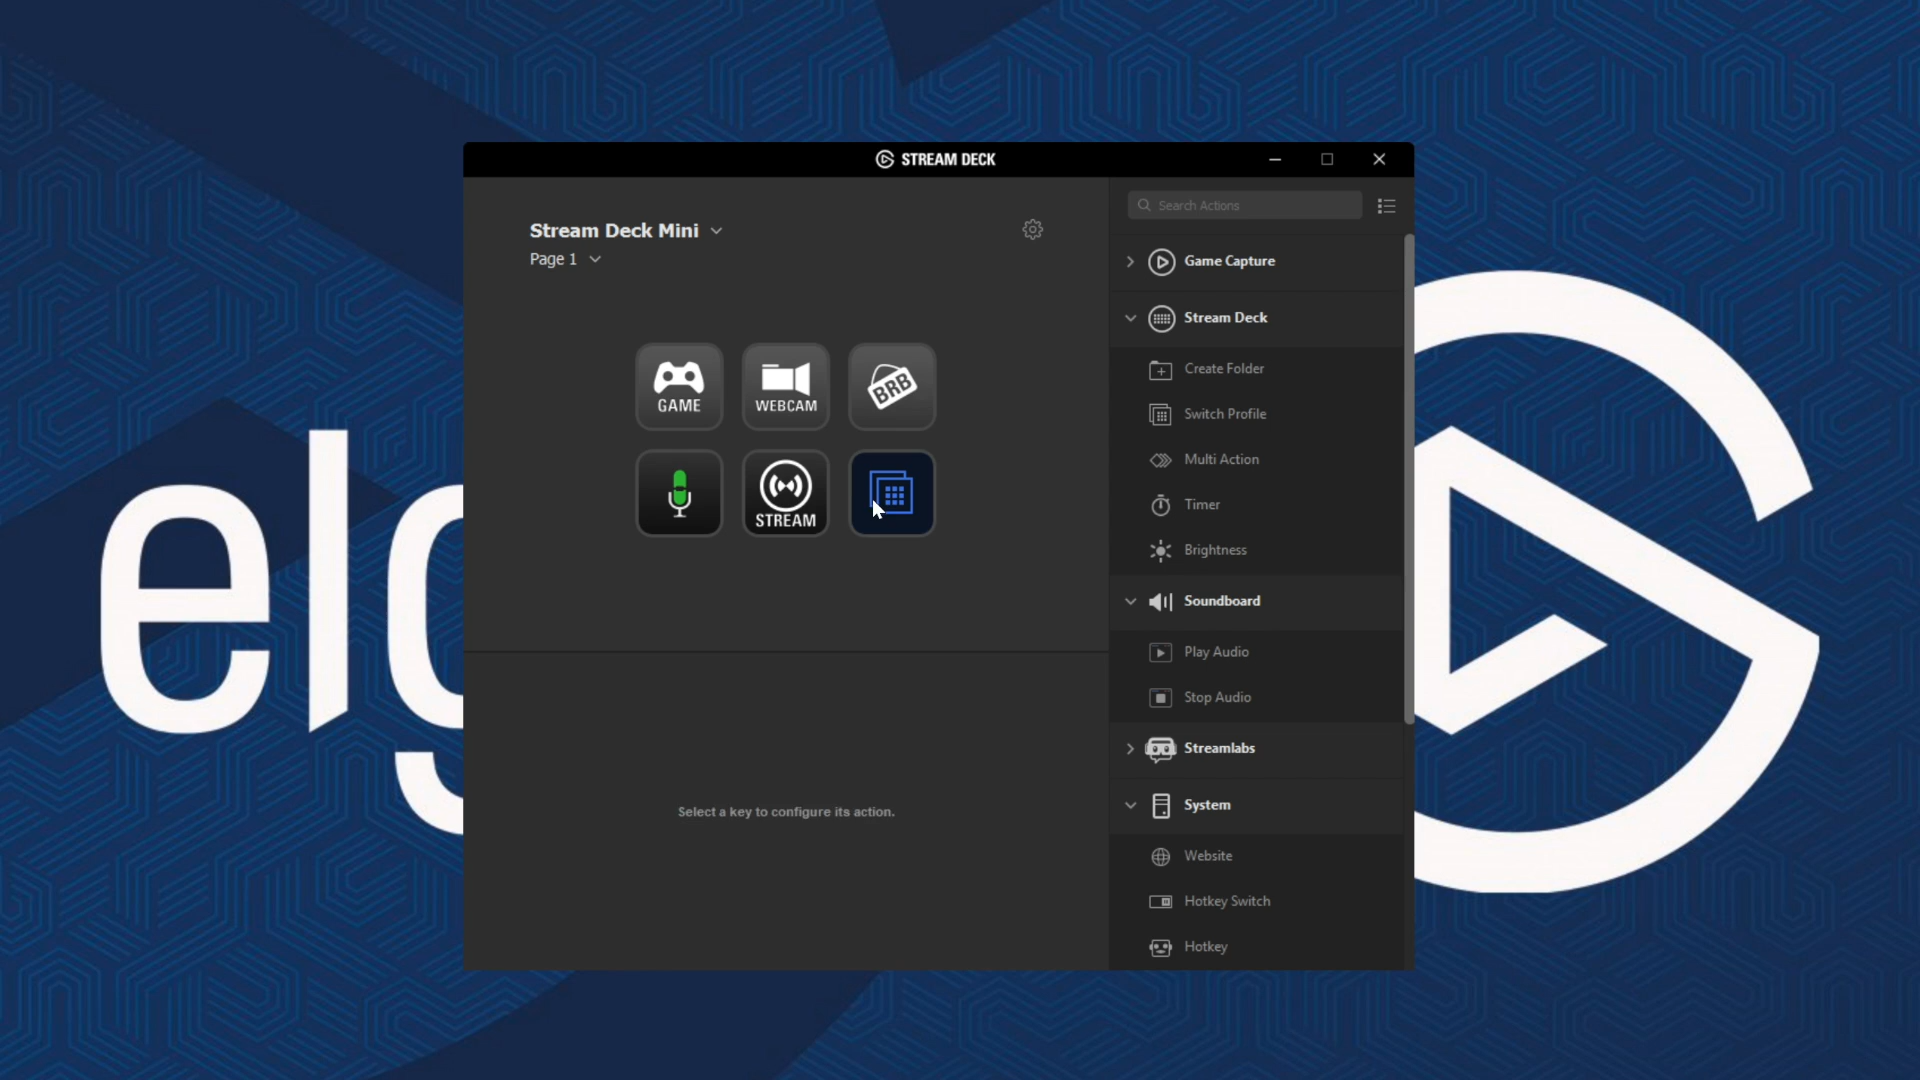 STREAM DECK
Search Actions
Stream Deck Mini
Page 1
GAME
WEBCAM
BRB
STREAM
Select a key to configure its action.
Game Capture
Stream Deck
Create Folder
Switch Profile
Multi Action
Timer
Brightness
Soundboard
Play Audio
Stop Audio
Streamlabs
System
Website
Hotkey Switch
Hotkey
elg